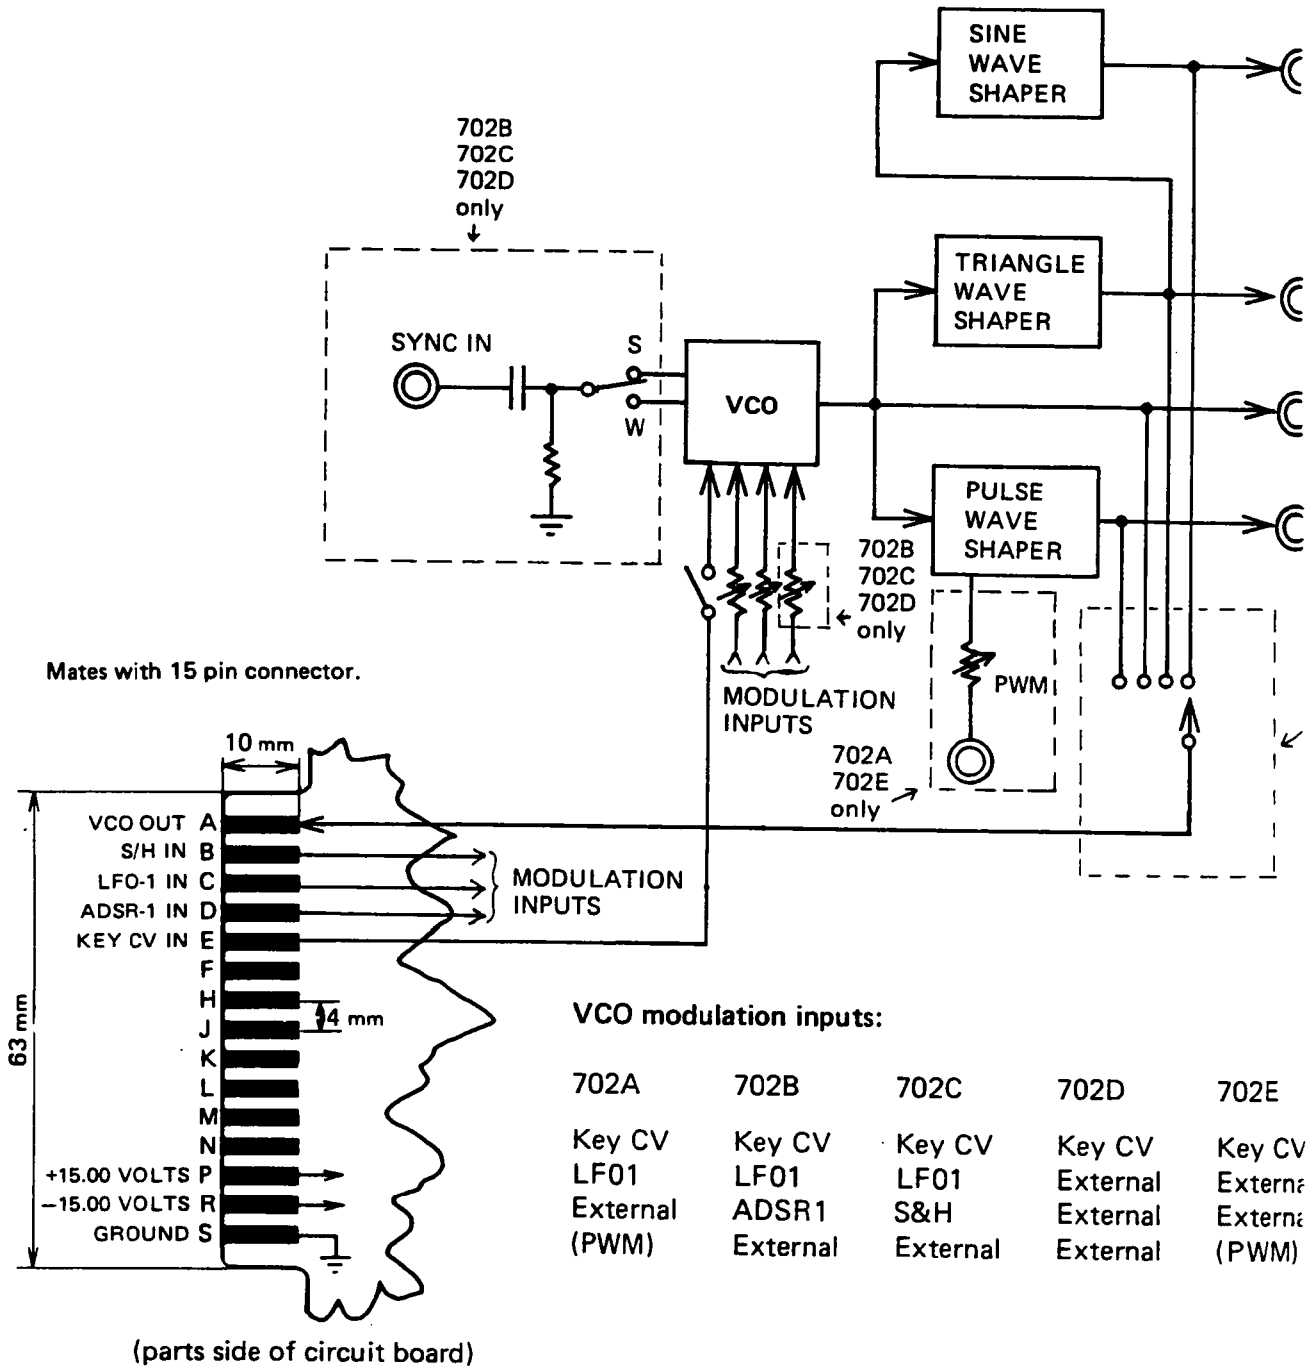 SINE
WAVE
SHAPER
702B
702C
702D
only
TRIANGLE
WAVE
SHAPER
SYNC IN
S
W
VCO
PULSE
WAVE
SHAPER
702B
702C
702D
only
PWM
MODULATION
INPUTS
702A
702E
only
Mates with 15 pin connector.
10 mm
63 mm
VCO OUT A
S/H IN B
LFO-1 IN C
ADSR-1 IN D
KEY CV IN E
F
H
J
K
L
M
N
+15.00 VOLTS P
−15.00 VOLTS R
GROUND S
4 mm
MODULATION
INPUTS
VCO modulation inputs:
702A 702B 702C 702D 702E
Key CV Key CV Key CV Key CV Key CV
LF01 LF01 LF01 External
External ADSR1 S&H External
(PWM) External External External (PWM)
(parts side of circuit board)